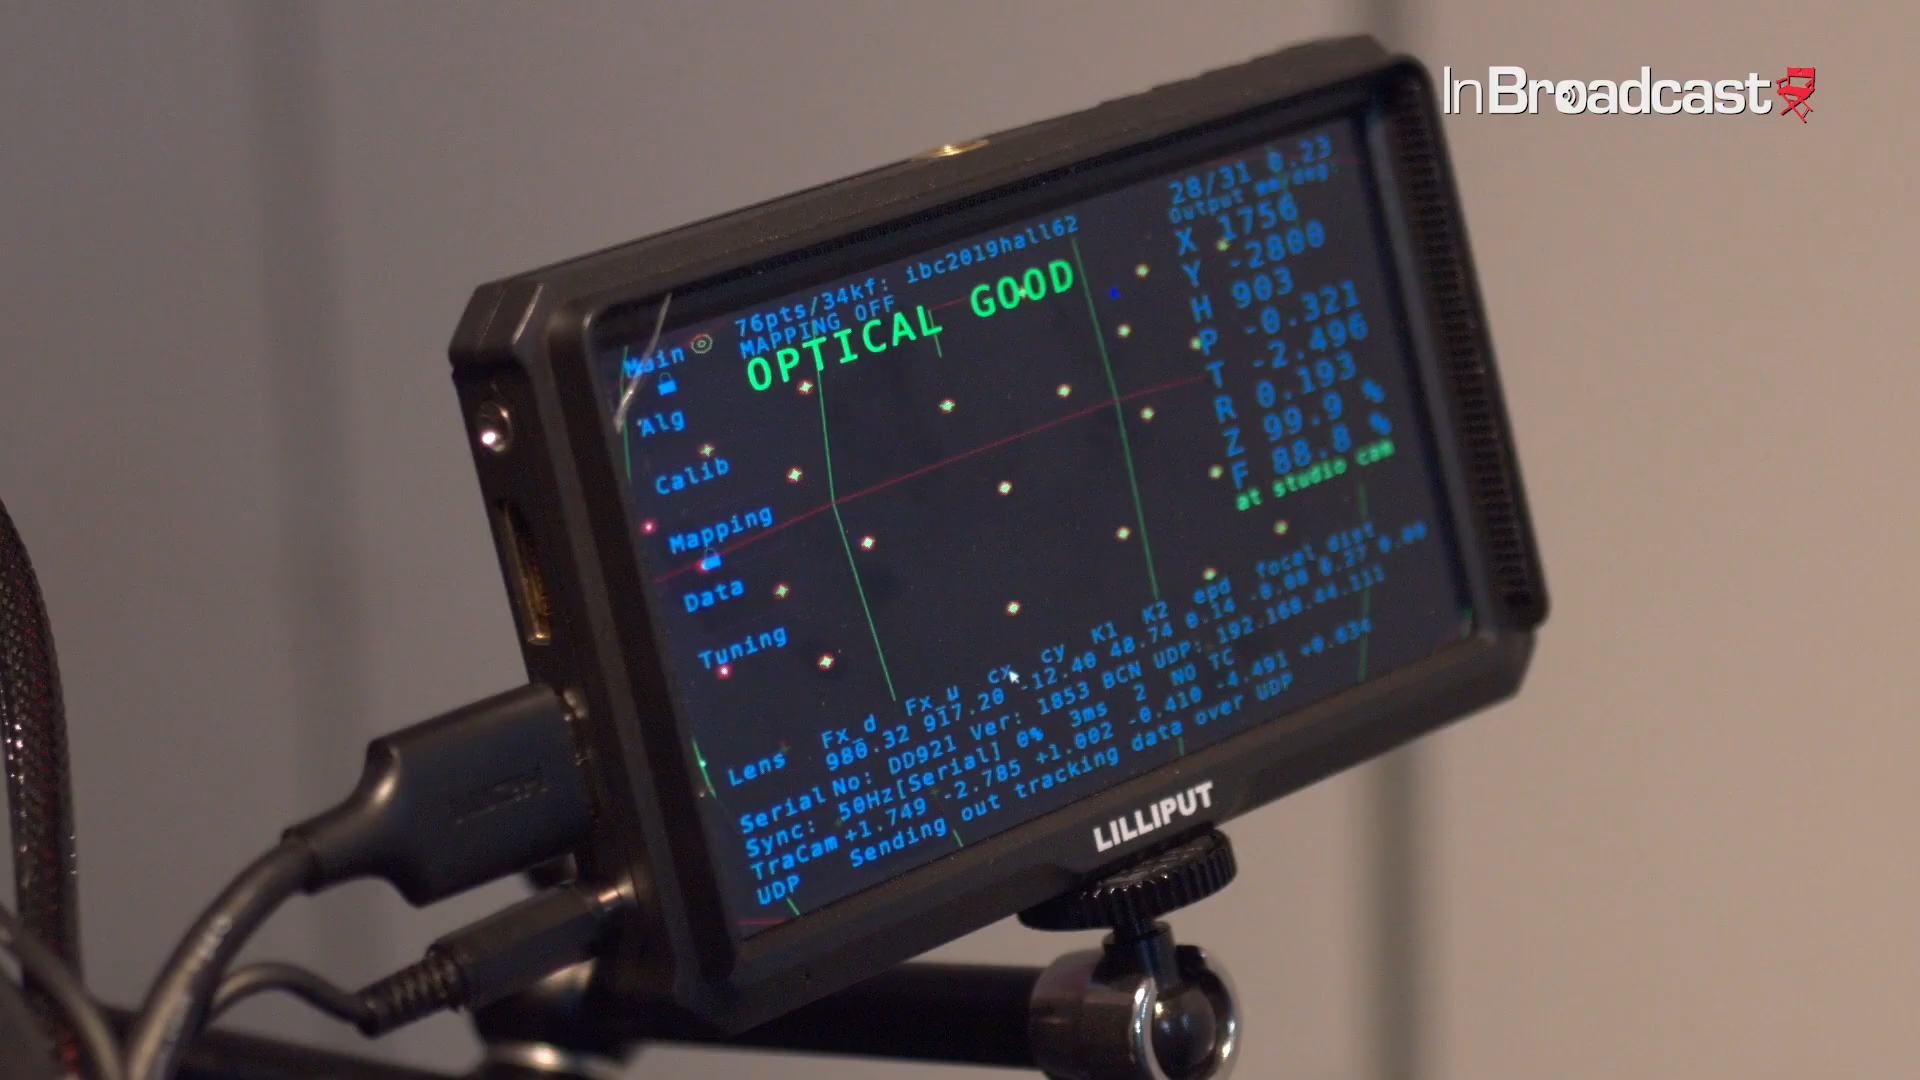 InBroadcast
28/31 0.23
Output mm/deg:
76pts/34kf: ibc2019hall62
MAPPING OFF
OPTICAL GOOD
X 1756
Y -2800
H 903
P -0.321
T -2.496
R 0.193
Z 99.9 %
F 88.8 %
at studio cam
Main
Alg
Calib
Mapping
Data
Tuning
Fx_d Fx_u cx cy K1 K2 epd focal dist
Lens 980.32 917.20 -12.40 48.74 0.14 -0.00 0.27 0.00
Serial No: DD921 Ver: 1853 BCN UDP: 192.168.44.111
Sync: 50Hz[Serial] 0% 3ms 2 NO TC
TraCam +1.749 -2.785 +1.002 -0.410 -4.491 +0.634
UDP Sending out tracking data over UDP
LILLIPUT